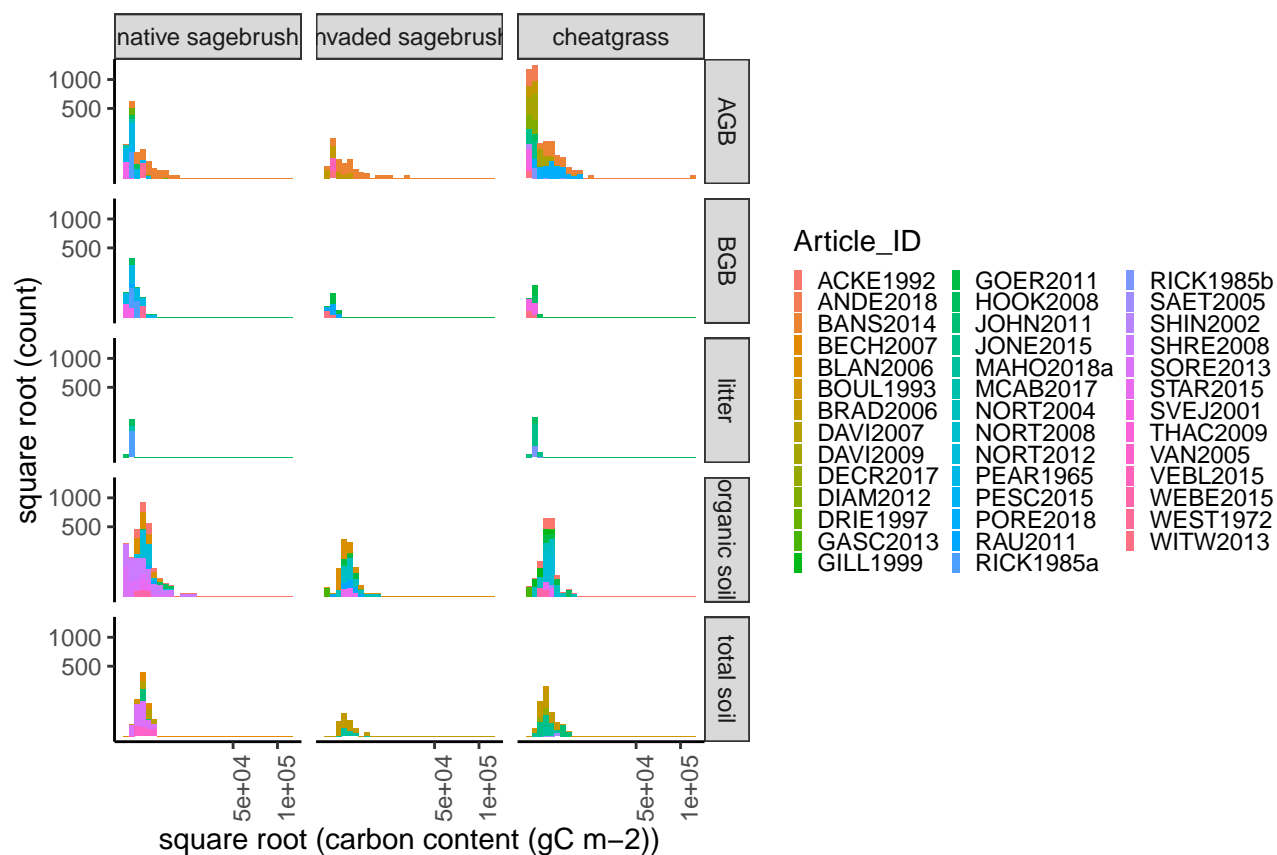 native sagebrush
nvaded sagebrush
cheatgrass
1000
500
AGB
1000
500
BGB
1000
500
litter
1000
500
organic soil
1000
500
total soil
square root (count)
5e+04
1e+05
5e+04
1e+05
5e+04
1e+05
square root (carbon content (gC m−2))
Article_ID
ACKE1992
ANDE2018
BANS2014
BECH2007
BLAN2006
BOUL1993
BRAD2006
DAVI2007
DAVI2009
DECR2017
DIAM2012
DRIE1997
GASC2013
GILL1999
GOER2011
HOOK2008
JOHN2011
JONE2015
MAHO2018a
MCAB2017
NORT2004
NORT2008
NORT2012
PEAR1965
PESC2015
PORE2018
RAU2011
RICK1985a
RICK1985b
SAET2005
SHIN2002
SHRE2008
SORE2013
STAR2015
SVEJ2001
THAC2009
VAN2005
VEBL2015
WEBE2015
WEST1972
WITW2013